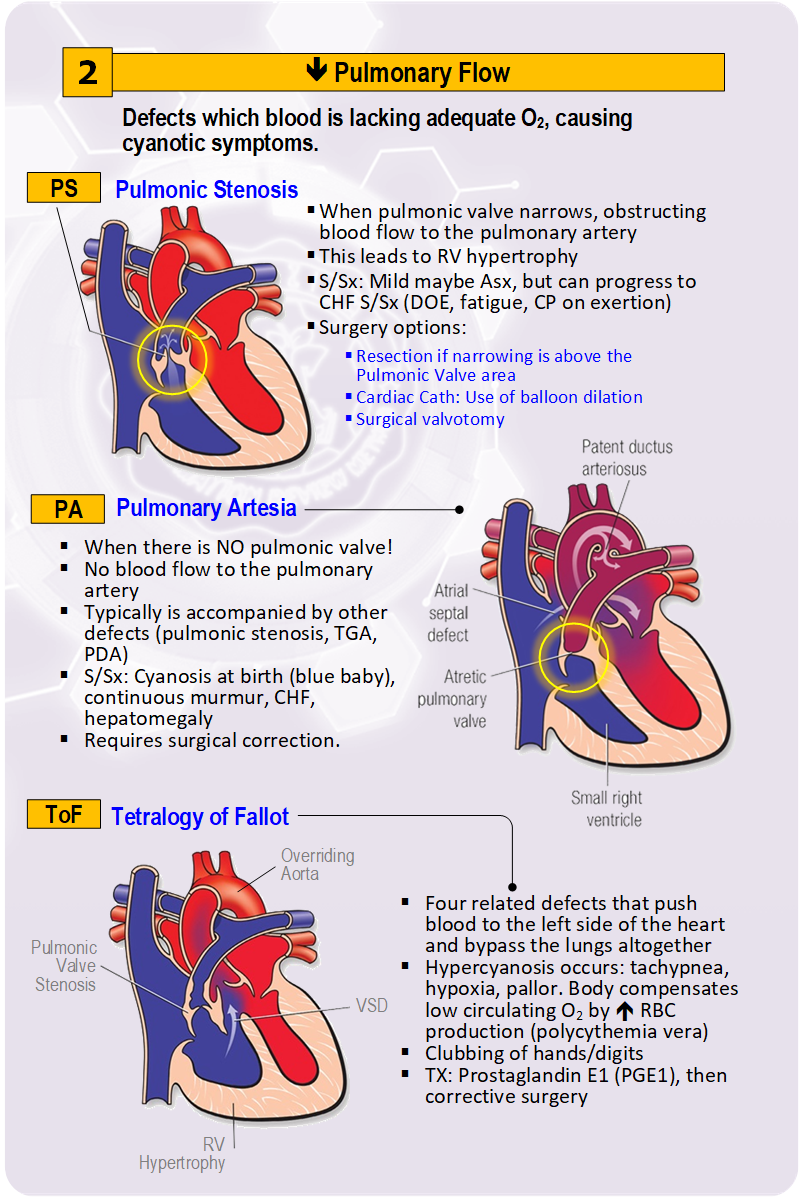 2
🡻 Pulmonary Flow
Defects which blood is lacking adequate O₂, causing
cyanotic symptoms.
PS
Pulmonic Stenosis
▪ When pulmonic valve narrows, obstructing
blood flow to the pulmonary artery
▪ This leads to RV hypertrophy
▪ S/Sx: Mild maybe Asx, but can progress to
CHF S/Sx (DOE, fatigue, CP on exertion)
▪ Surgery options:
▪ Resection if narrowing is above the
Pulmonic Valve area
▪ Cardiac Cath: Use of balloon dilation
▪ Surgical valvotomy
PA
Pulmonary Artesia
▪ When there is NO pulmonic valve!
▪ No blood flow to the pulmonary
artery
▪ Typically is accompanied by other
defects (pulmonic stenosis, TGA,
PDA)
▪ S/Sx: Cyanosis at birth (blue baby),
continuous murmur, CHF,
hepatomegaly
▪ Requires surgical correction.
Patent ductus
arteriosus
Atrial
septal
defect
Atretic
pulmonary
valve
Small right
ventricle
ToF
Tetralogy of Fallot
Overriding
Aorta
Pulmonic
Valve
Stenosis
VSD
RV
Hypertrophy
▪ Four related defects that push
blood to the left side of the heart
and bypass the lungs altogether
▪ Hypercyanosis occurs: tachypnea,
hypoxia, pallor. Body compensates
low circulating O₂ by 🡹 RBC
production (polycythemia vera)
▪ Clubbing of hands/digits
▪ TX: Prostaglandin E1 (PGE1), then
corrective surgery